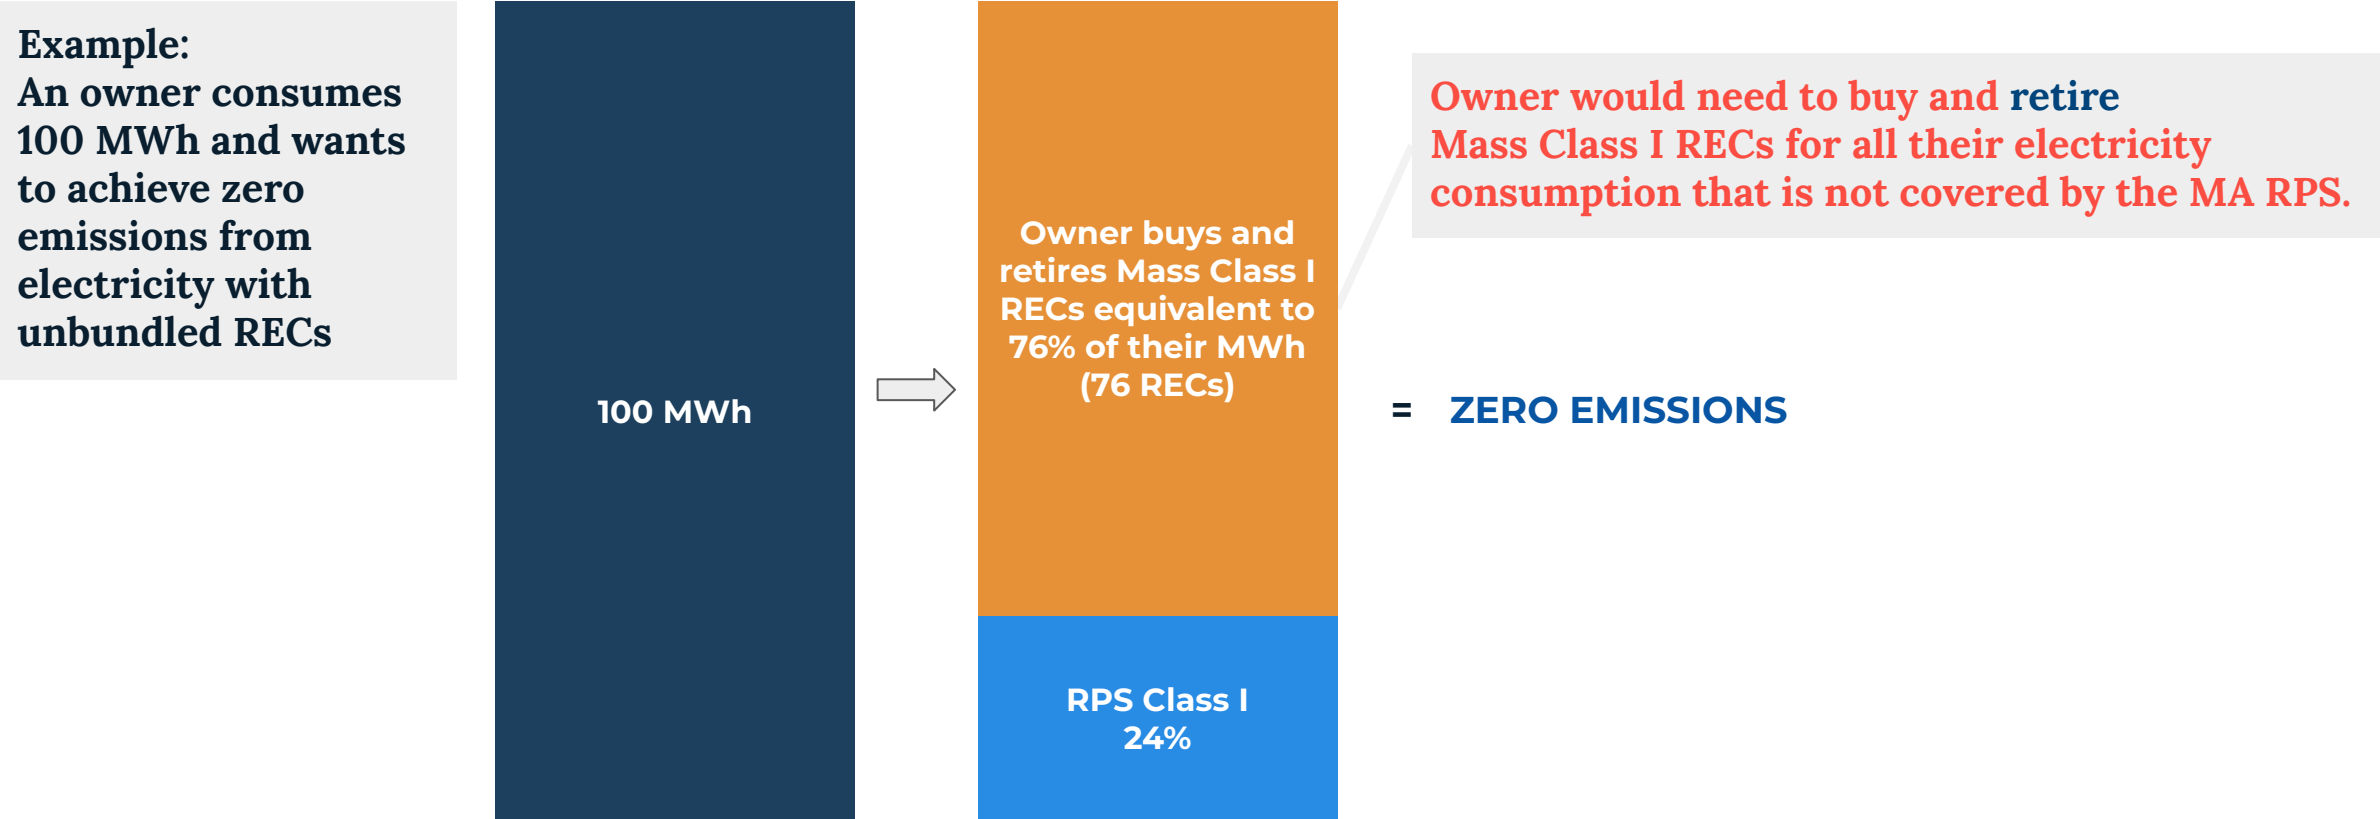 Example:
An owner consumes
100 MWh and wants
to achieve zero
emissions from
electricity with
unbundled RECs
100 MWh
Owner buys and
retires Mass Class I
RECs equivalent to
76% of their MWh
(76 RECs)
RPS Class I
24%
Owner would need to buy and retire
Mass Class I RECs for all their electricity
consumption that is not covered by the MA RPS.
= ZERO EMISSIONS